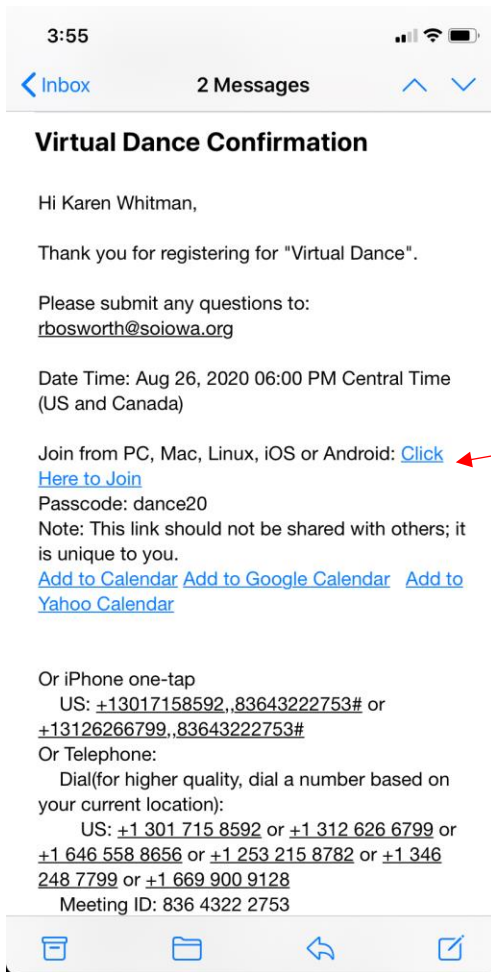 3:55
Inbox
2 Messages
Virtual Dance Confirmation
Hi Karen Whitman,
Thank you for registering for "Virtual Dance".
Please submit any questions to:
rbosworth@soiowa.org
Date Time: Aug 26, 2020 06:00 PM Central Time
(US and Canada)
Join from PC, Mac, Linux, iOS or Android: Click
Here to Join
Passcode: dance20
Note: This link should not be shared with others; it
is unique to you.
Add to Calendar Add to Google Calendar Add to
Yahoo Calendar
Or iPhone one-tap
US: +13017158592,,83643222753# or
+13126266799,,83643222753#
Or Telephone:
Dial(for higher quality, dial a number based on
your current location):
US: +1 301 715 8592 or +1 312 626 6799 or
+1 646 558 8656 or +1 253 215 8782 or +1 346
248 7799 or +1 669 900 9128
Meeting ID: 836 4322 2753